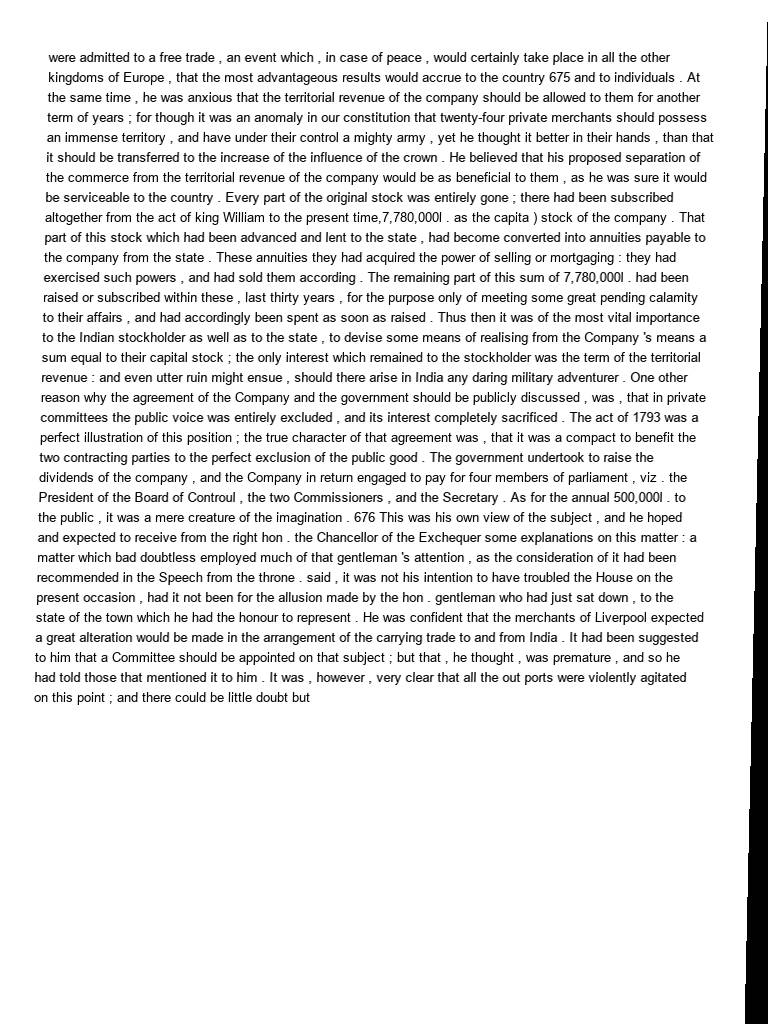 were admitted to a free trade , an event which , in case of peace , would certainly take place in all the other
kingdoms of Europe , that the most advantageous results would accrue to the country 675 and to individuals . At
the same time , he was anxious that the territorial revenue of the company should be allowed to them for another
term of years ; for though it was an anomaly in our constitution that twenty-four private merchants should possess
an immense territory , and have under their control a mighty army , yet he thought it better in their hands , than that
it should be transferred to the increase of the influence of the crown . He believed that his proposed separation of
the commerce from the territorial revenue of the company would be as beneficial to them , as he was sure it would
be serviceable to the country . Every part of the original stock was entirely gone ; there had been subscribed
altogether from the act of king William to the present time,7,780,000l . as the capita ) stock of the company . That
part of this stock which had been advanced and lent to the state , had become converted into annuities payable to
the company from the state . These annuities they had acquired the power of selling or mortgaging : they had
exercised such powers , and had sold them according . The remaining part of this sum of 7,780,000l . had been
raised or subscribed within these , last thirty years , for the purpose only of meeting some great pending calamity
to their affairs , and had accordingly been spent as soon as raised . Thus then it was of the most vital importance
to the Indian stockholder as well as to the state , to devise some means of realising from the Company 's means a
sum equal to their capital stock ; the only interest which remained to the stockholder was the term of the territorial
revenue : and even utter ruin might ensue , should there arise in India any daring military adventurer . One other
reason why the agreement of the Company and the government should be publicly discussed , was , that in private
committees the public voice was entirely excluded , and its interest completely sacrificed . The act of 1793 was a
perfect illustration of this position ; the true character of that agreement was , that it was a compact to benefit the
two contracting parties to the perfect exclusion of the public good . The government undertook to raise the
dividends of the company , and the Company in return engaged to pay for four members of parliament , viz . the
President of the Board of Controul , the two Commissioners , and the Secretary . As for the annual 500,000l . to
the public , it was a mere creature of the imagination . 676 This was his own view of the subject , and he hoped
and expected to receive from the right hon . the Chancellor of the Exchequer some explanations on this matter : a
matter which bad doubtless employed much of that gentleman 's attention , as the consideration of it had been
recommended in the Speech from the throne . said , it was not his intention to have troubled the House on the
present occasion , had it not been for the allusion made by the hon . gentleman who had just sat down , to the
state of the town which he had the honour to represent . He was confident that the merchants of Liverpool expected
a great alteration would be made in the arrangement of the carrying trade to and from India . It had been suggested
to him that a Committee should be appointed on that subject ; but that , he thought , was premature , and so he
had told those that mentioned it to him . It was , however , very clear that all the out ports were violently agitated
on this point ; and there could be little doubt but